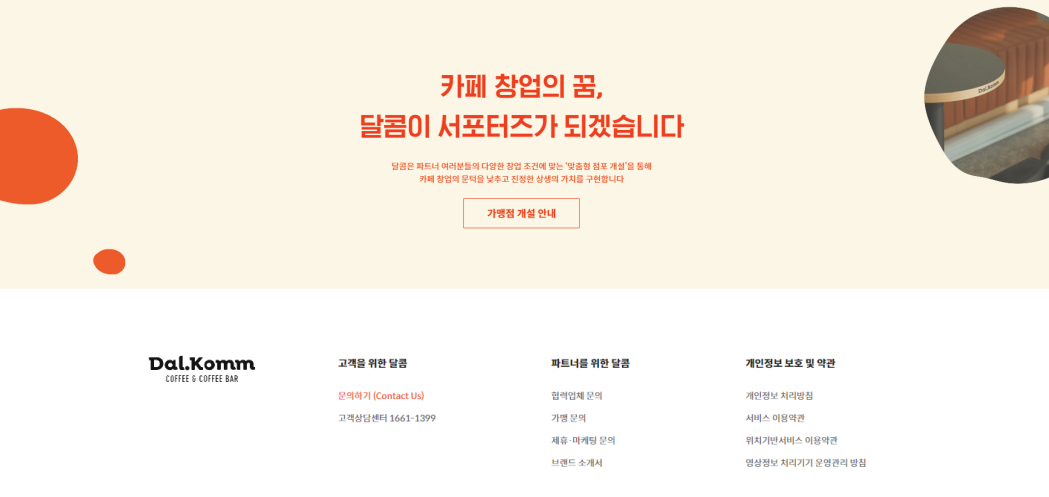 카페 창업의 꿈,
달콤이 서포터즈가 되겠습니다
달콤은 파트너 여러분들의 다양한 창업 조건에 맞는 '맞춤형 점포 개설'을 통해
카페 창업의 문턱을 낮추고 진정한 상생의 가치를 구현합니다
가맹점 개설 안내
Dal.Komm
Dal.Komm
COFFEE & COFFEE BAR
고객을 위한 달콤
문의하기 (Contact Us)
고객상담센터 1661-1399
파트너를 위한 달콤
협력업체 문의
가맹 문의
제휴·마케팅 문의
브랜드 소개서
개인정보 보호 및 약관
개인정보 처리방침
서비스 이용약관
위치기반서비스 이용약관
영상정보 처리기기 운영관리 방침